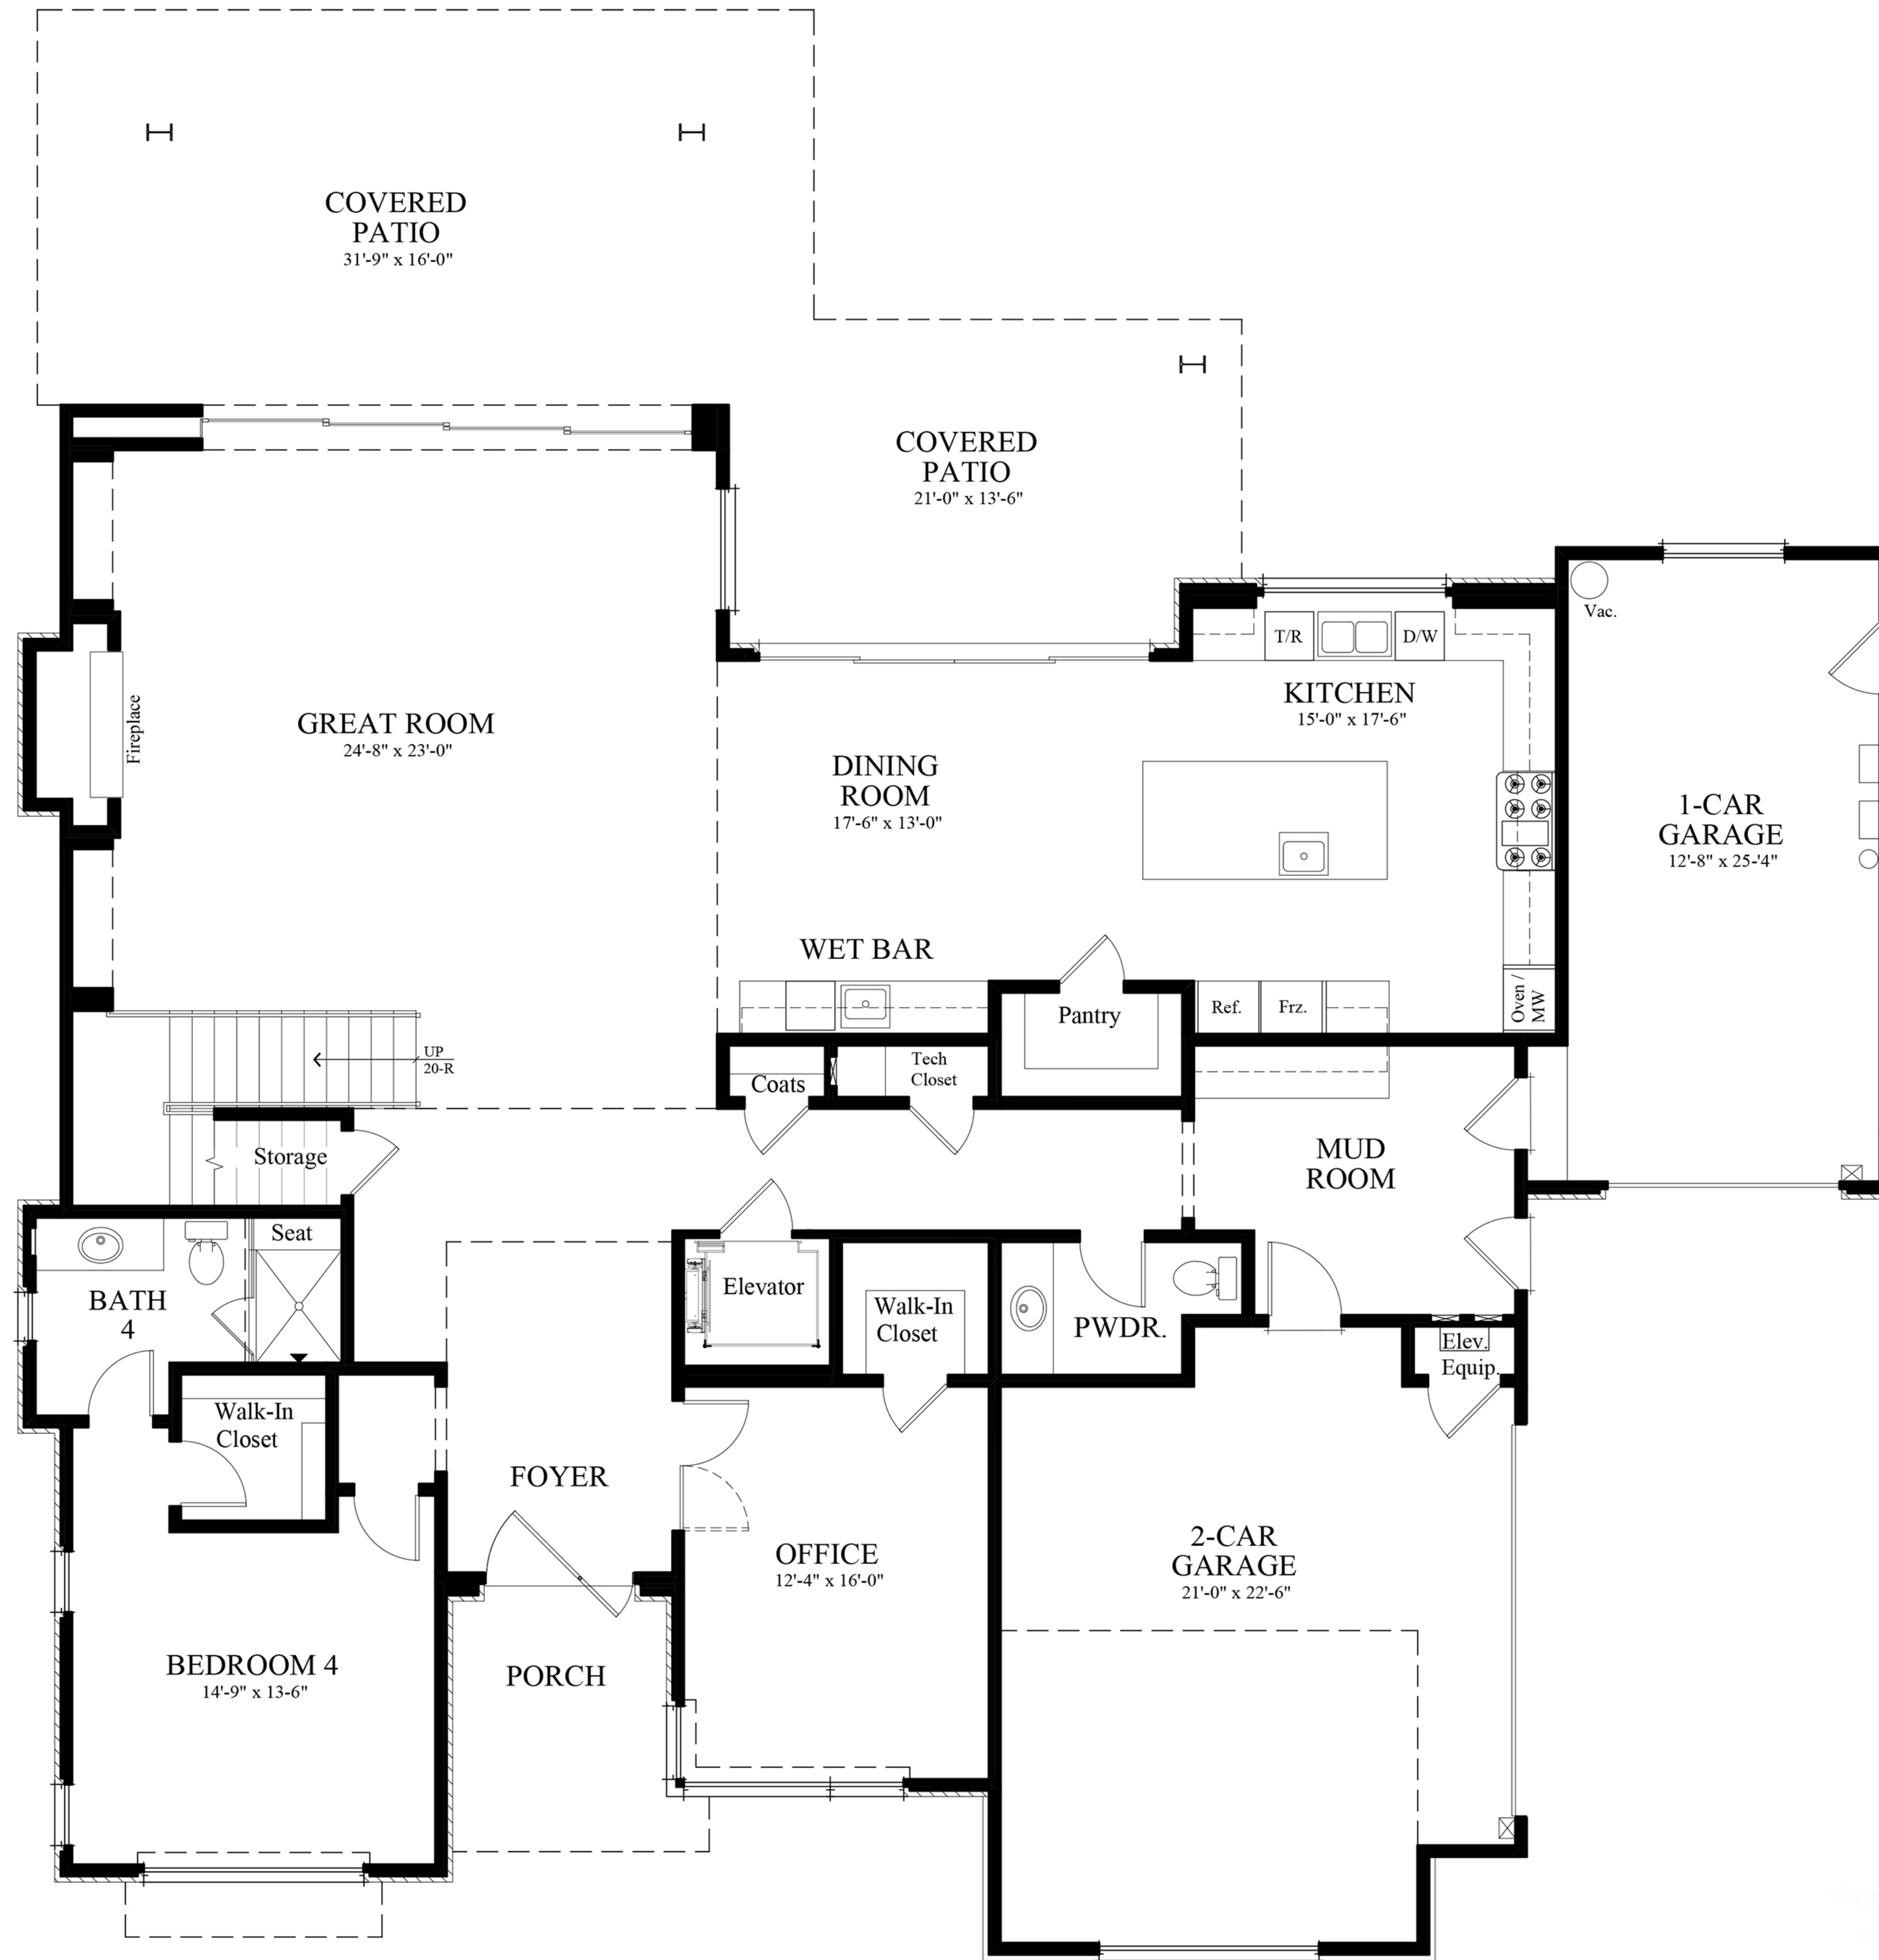 COVERED
PATIO
31'-9" x 16'-0"
COVERED
PATIO
21'-0" x 13'-6"
Vac.
T/R
D/W
KITCHEN
15'-0" x 17'-6"
Fireplace
GREAT ROOM
24'-8" x 23'-0"
DINING
ROOM
17'-6" x 13'-0"
1-CAR
GARAGE
12'-8" x 25-'4"
WET BAR
Pantry
Ref.
Frz.
Oven /
MW
UP
20-R
Coats
Tech
Closet
Storage
MUD
ROOM
Seat
BATH
4
Elevator
Walk-In
Closet
PWDR.
Elev.
Equip.
Walk-In
Closet
FOYER
OFFICE
12'-4" x 16'-0"
2-CAR
GARAGE
21'-0" x 22'-6"
BEDROOM 4
14'-9" x 13-6"
PORCH